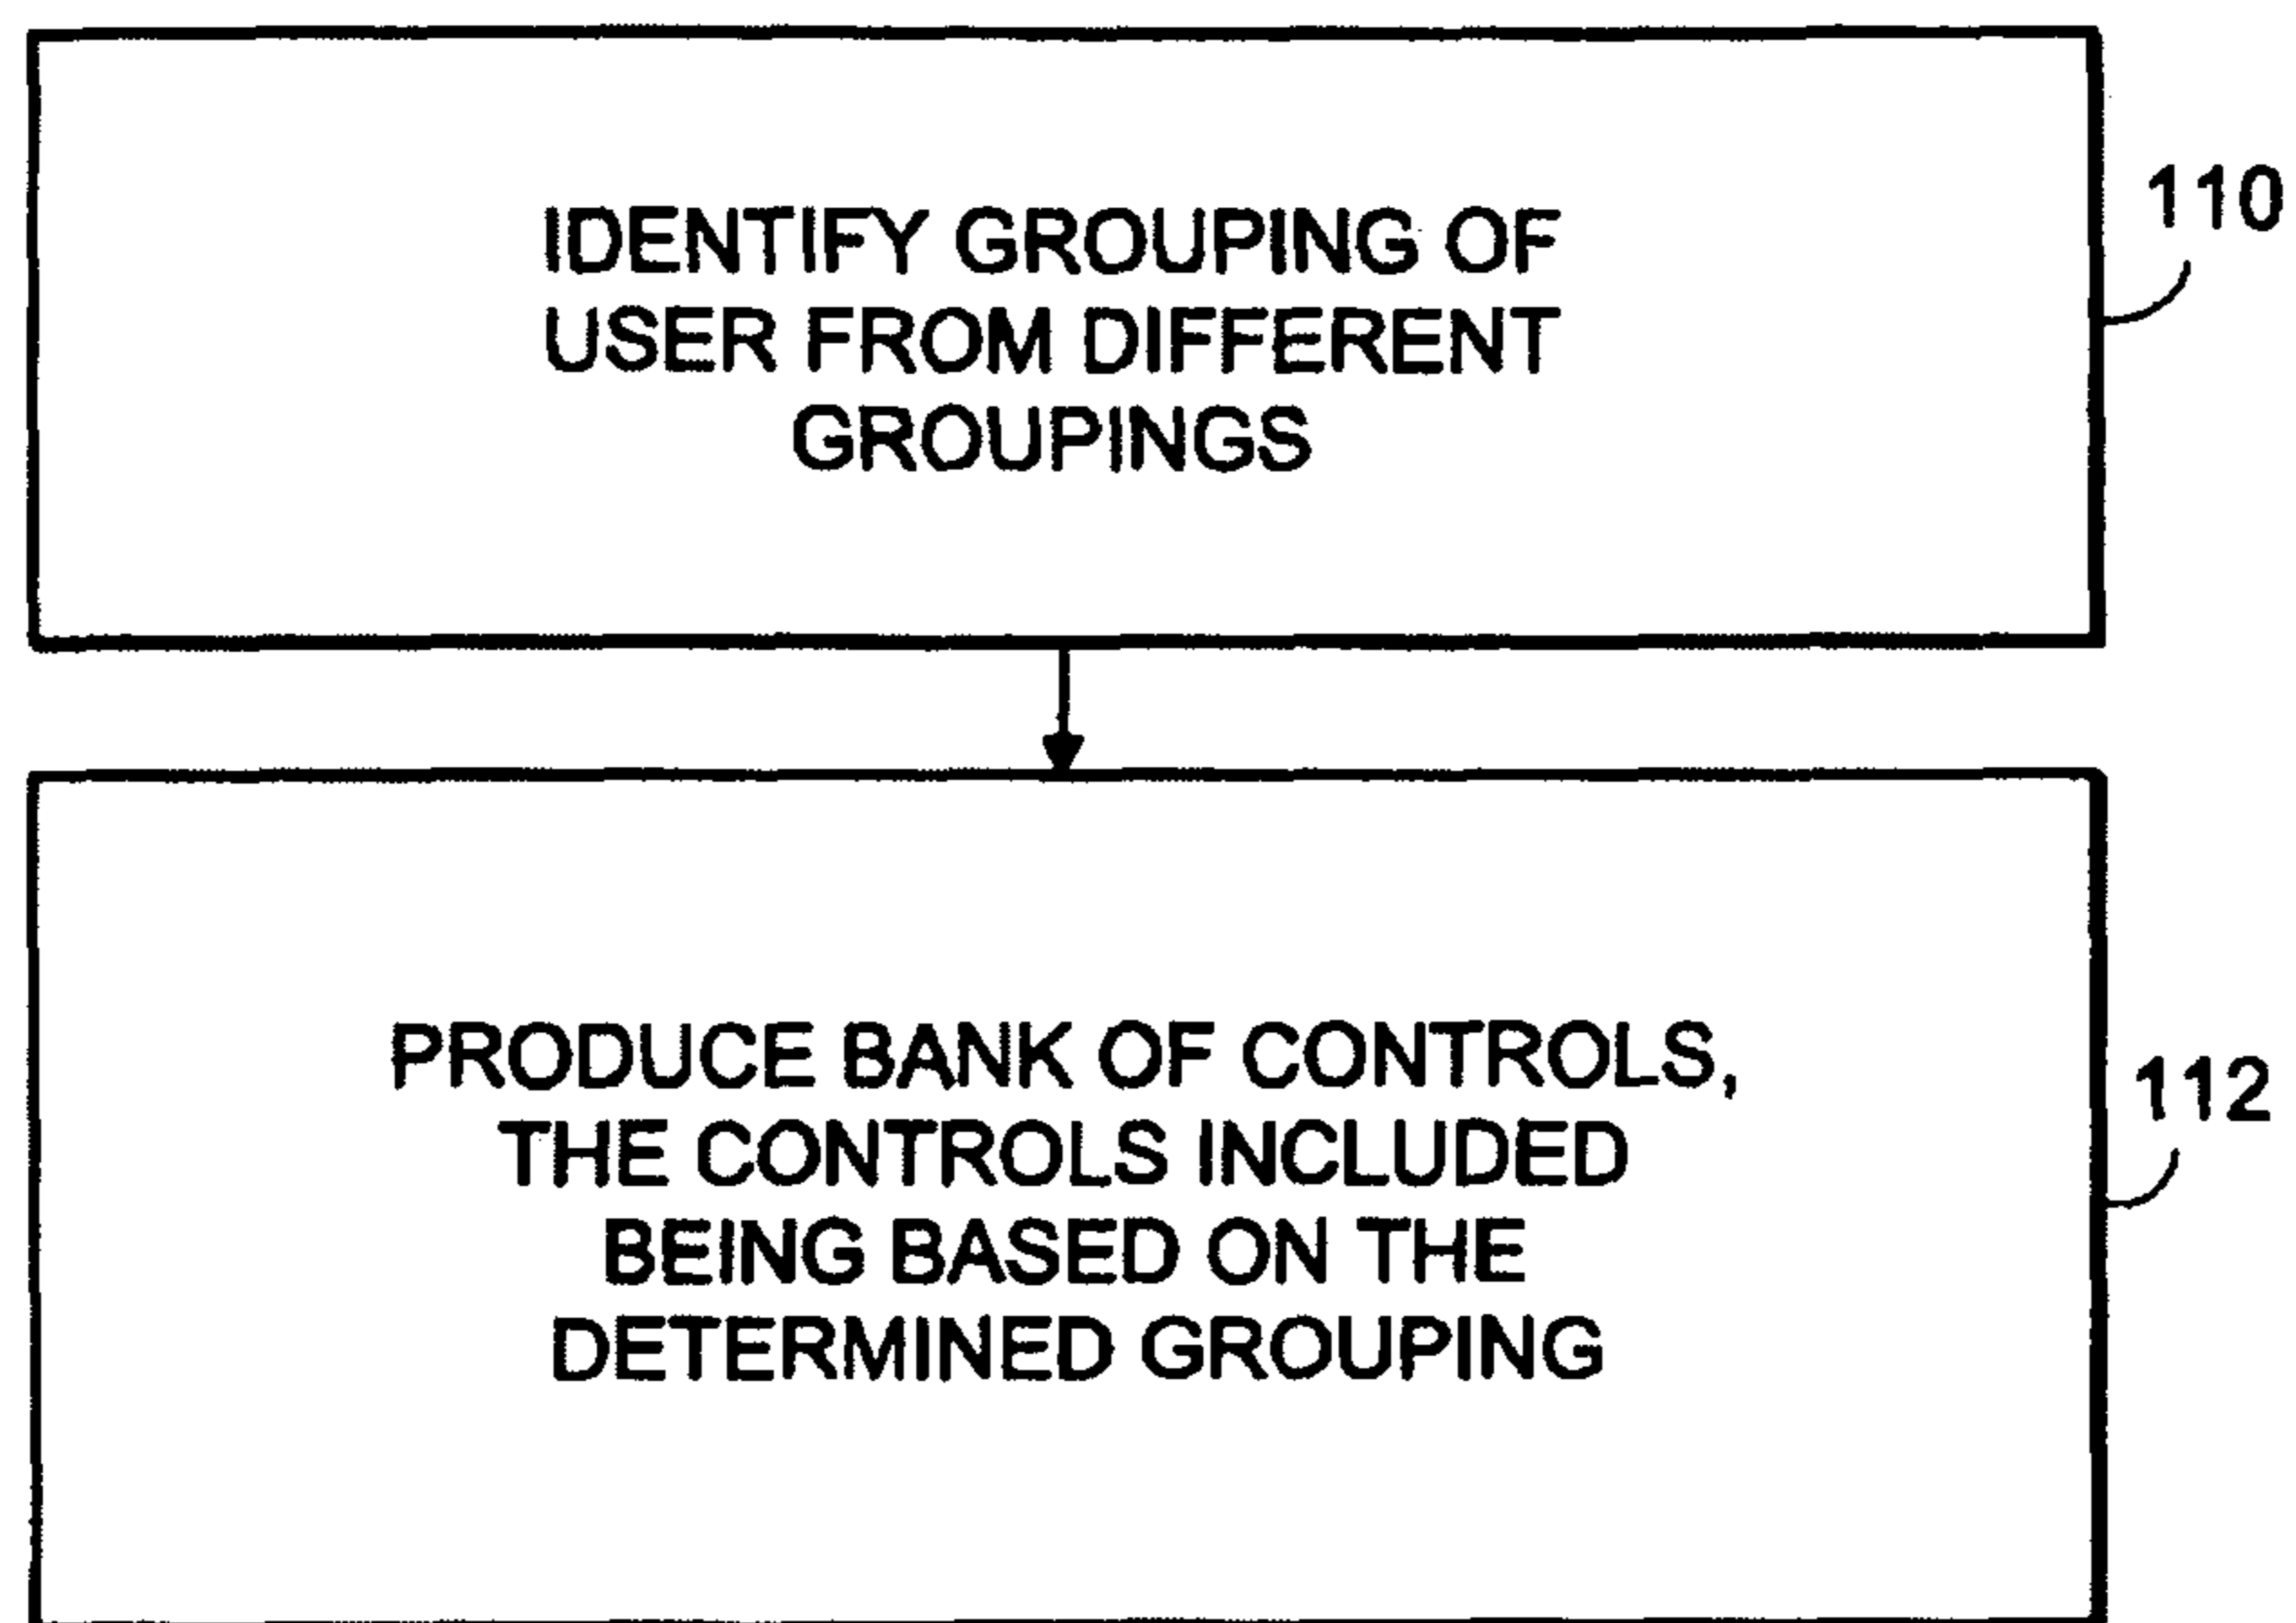 IDENTIFY GROUPING OF
USER FROM DIFFERENT
GROUPINGS
110
PRODUCE BANK OF CONTROLS,
THE CONTROLS INCLUDED
BEING BASED ON THE
DETERMINED GROUPING
112